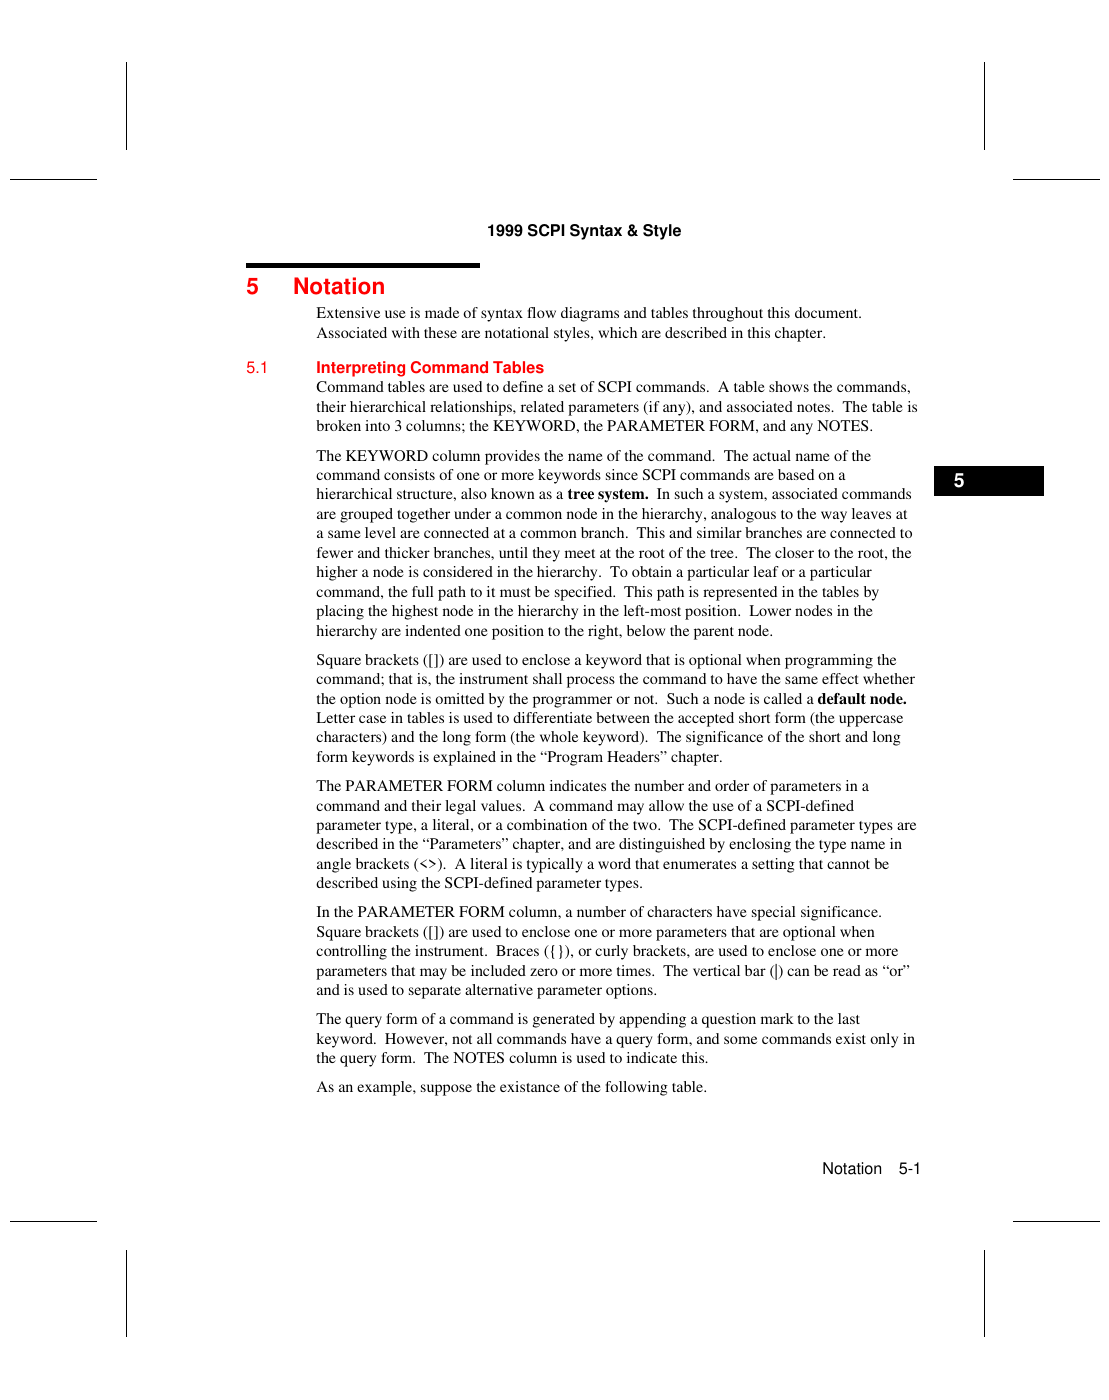 1999 SCPI Syntax & Style
5 Notation
Extensive use is made of syntax flow diagrams and tables throughout this document.
Associated with these are notational styles, which are described in this chapter.
5.1 Interpreting Command Tables
Command tables are used to define a set of SCPI commands. A table shows the commands,
their hierarchical relationships, related parameters (if any), and associated notes. The table is
broken into 3 columns; the KEYWORD, the PARAMETER FORM, and any NOTES.
The KEYWORD column provides the name of the command. The actual name of the
command consists of one or more keywords since SCPI commands are based on a
hierarchical structure, also known as a tree system. In such a system, associated commands
are grouped together under a common node in the hierarchy, analogous to the way leaves at
a same level are connected at a common branch. This and similar branches are connected to
fewer and thicker branches, until they meet at the root of the tree. The closer to the root, the
higher a node is considered in the hierarchy. To obtain a particular leaf or a particular
command, the full path to it must be specified. This path is represented in the tables by
placing the highest node in the hierarchy in the left-most position. Lower nodes in the
hierarchy are indented one position to the right, below the parent node.
5
Square brackets ([]) are used to enclose a keyword that is optional when programming the
command; that is, the instrument shall process the command to have the same effect whether
the option node is omitted by the programmer or not. Such a node is called a default node.
Letter case in tables is used to differentiate between the accepted short form (the uppercase
characters) and the long form (the whole keyword). The significance of the short and long
form keywords is explained in the “Program Headers” chapter.
The PARAMETER FORM column indicates the number and order of parameters in a
command and their legal values. A command may allow the use of a SCPI-defined
parameter type, a literal, or a combination of the two. The SCPI-defined parameter types are
described in the “Parameters” chapter, and are distinguished by enclosing the type name in
angle brackets (<>). A literal is typically a word that enumerates a setting that cannot be
described using the SCPI-defined parameter types.
In the PARAMETER FORM column, a number of characters have special significance.
Square brackets ([]) are used to enclose one or more parameters that are optional when
controlling the instrument. Braces ({}), or curly brackets, are used to enclose one or more
parameters that may be included zero or more times. The vertical bar (|) can be read as “or”
and is used to separate alternative parameter options.
The query form of a command is generated by appending a question mark to the last
keyword. However, not all commands have a query form, and some commands exist only in
the query form. The NOTES column is used to indicate this.
As an example, suppose the existance of the following table.
Notation 5-1